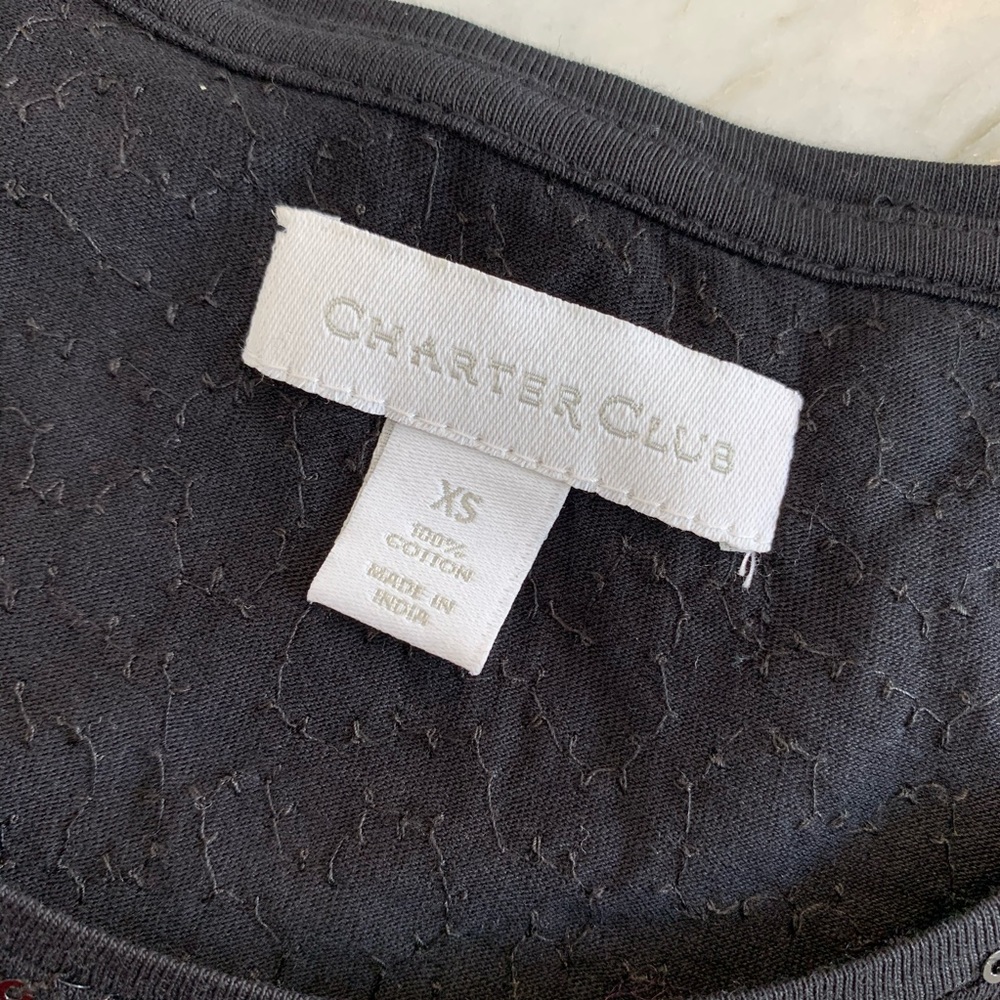 CHARTER CLUB
XS
100%
COTTON
MADE IN
INDIA